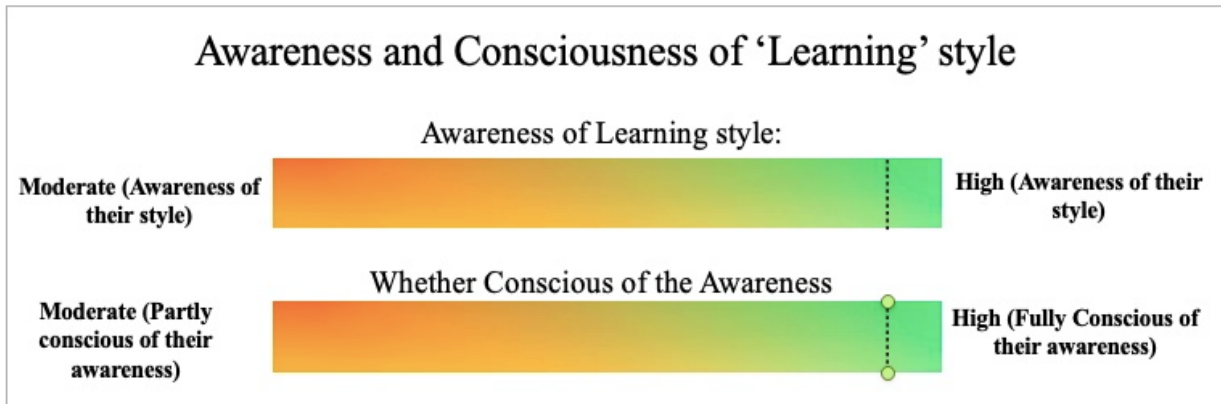 Awareness and Consciousness of ‘Learning’ style
Awareness of Learning style:
Moderate (Awareness of
their style)
High (Awareness of their
style)
Whether Conscious of the Awareness
Moderate (Partly
conscious of their
awareness)
High (Fully Conscious of
their awareness)